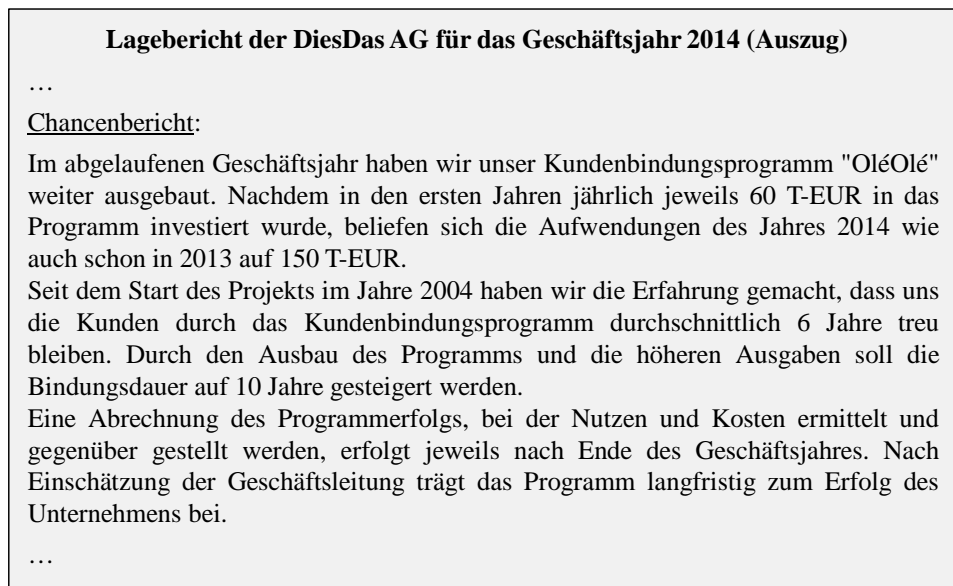 Lagebericht der DiesDas AG für das Geschäftsjahr 2014 (Auszug)
…
Chancenbericht:
Im abgelaufenen Geschäftsjahr haben wir unser Kundenbindungsprogramm "OléOlé"
weiter ausgebaut. Nachdem in den ersten Jahren jährlich jeweils 60 T-EUR in das
Programm investiert wurde, beliefen sich die Aufwendungen des Jahres 2014 wie
auch schon in 2013 auf 150 T-EUR.
Seit dem Start des Projekts im Jahre 2004 haben wir die Erfahrung gemacht, dass uns
die Kunden durch das Kundenbindungsprogramm durchschnittlich 6 Jahre treu
bleiben. Durch den Ausbau des Programms und die höheren Ausgaben soll die
Bindungsdauer auf 10 Jahre gesteigert werden.
Eine Abrechnung des Programmerfolgs, bei der Nutzen und Kosten ermittelt und
gegenüber gestellt werden, erfolgt jeweils nach Ende des Geschäftsjahres. Nach
Einschätzung der Geschäftsleitung trägt das Programm langfristig zum Erfolg des
Unternehmens bei.
…